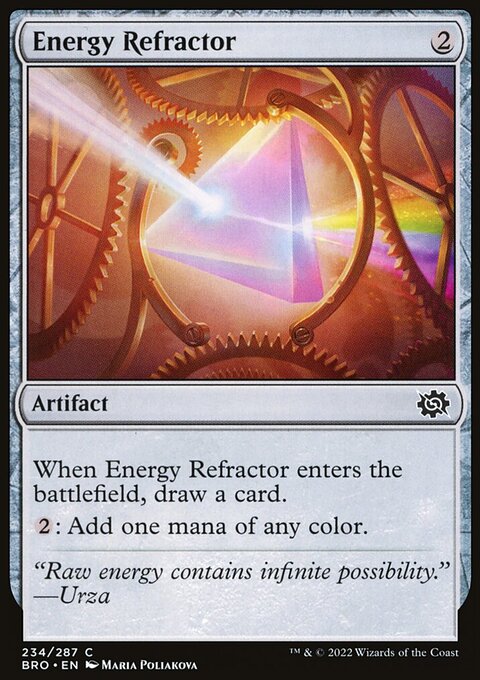 Energy Refractor 2
Artifact
When Energy Refractor enters the
battlefield, draw a card.
2: Add one mana of any color.
“Raw energy contains infinite possibility.”
—Urza
234/287 C
BRO • EN MARIA POLIAKOVA
™ & © 2022 Wizards of the Coast